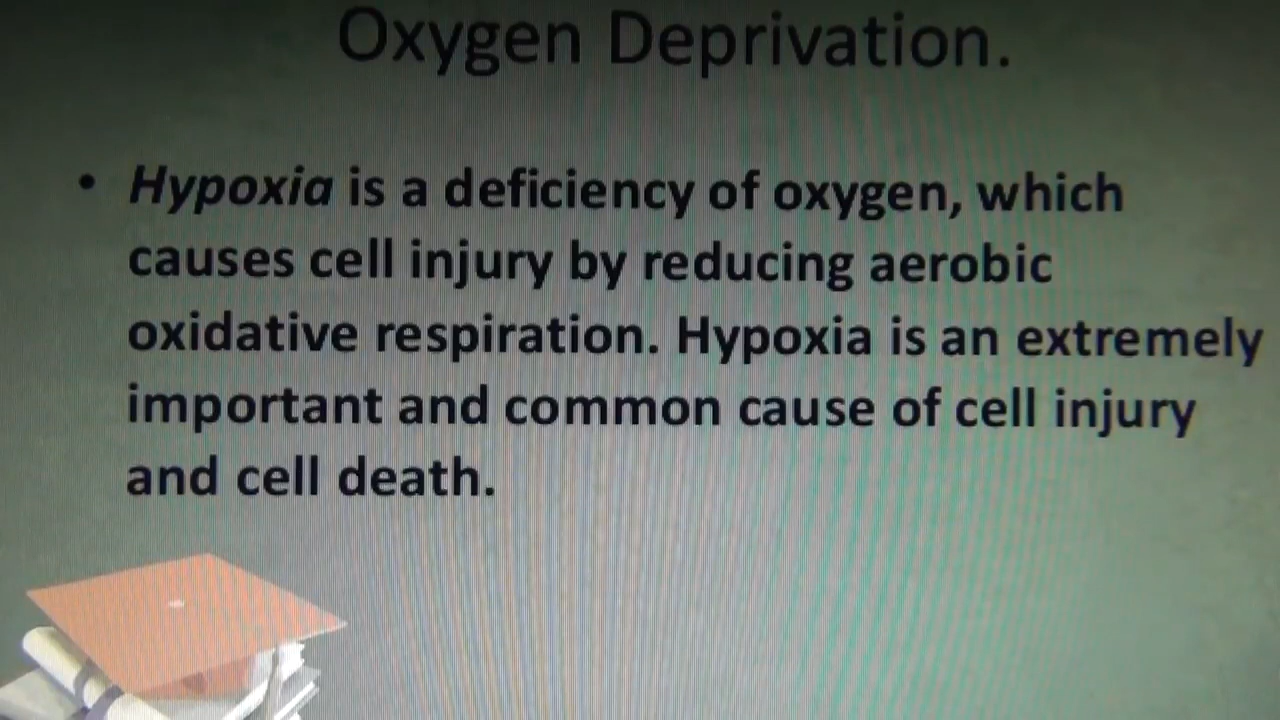 Oxygen Deprivation.
• Hypoxia is a deficiency of oxygen, which
causes cell injury by reducing aerobic
oxidative respiration. Hypoxia is an extremely
important and common cause of cell injury
and cell death.